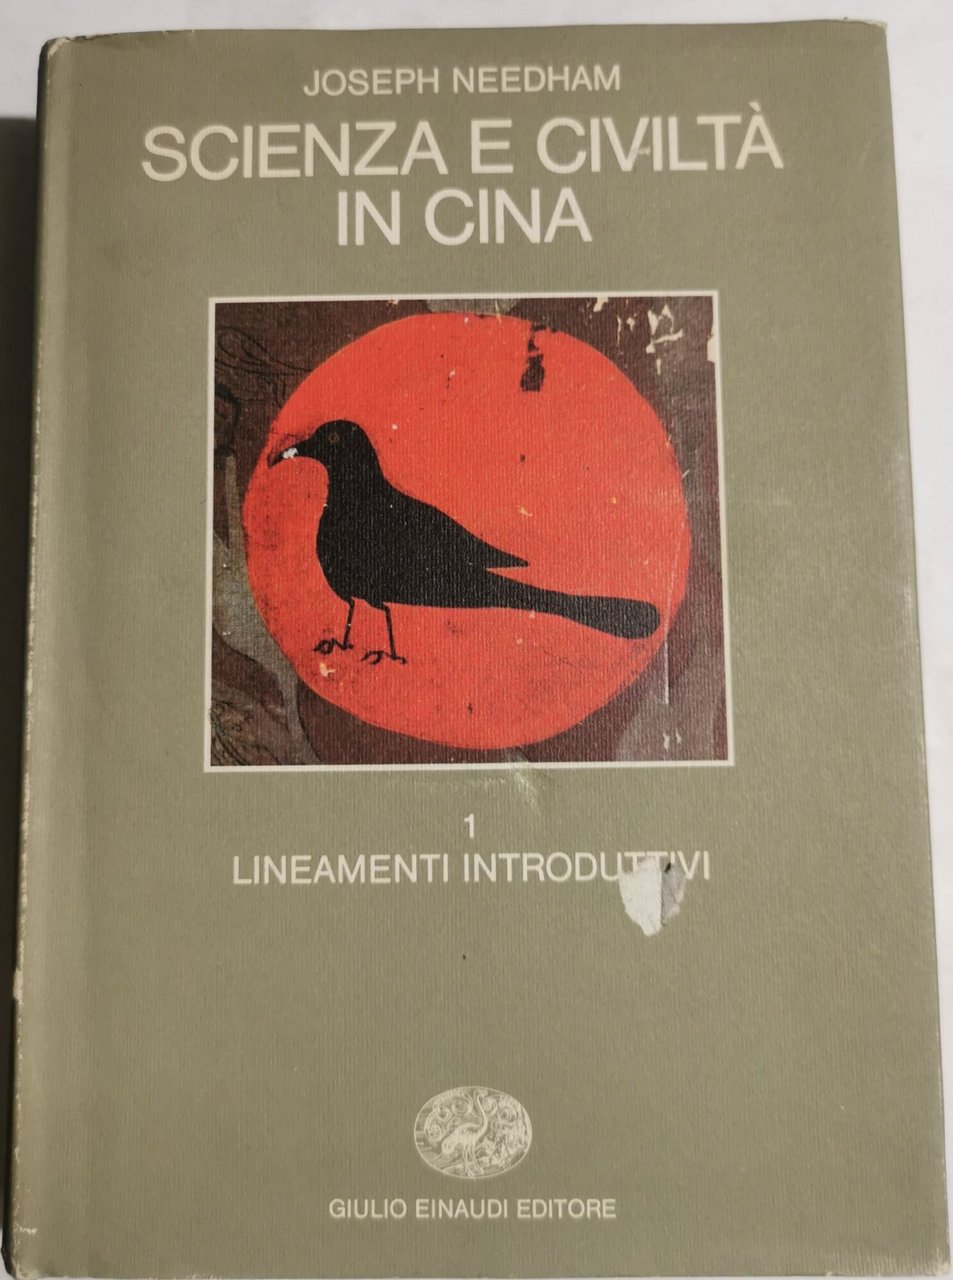 JOSEPH NEEDHAM
SCIENZA E CIVILTÀ
IN CINA
1
LINEAMENTI INTRODUTTIVI
GIULIO EINAUDI EDITORE